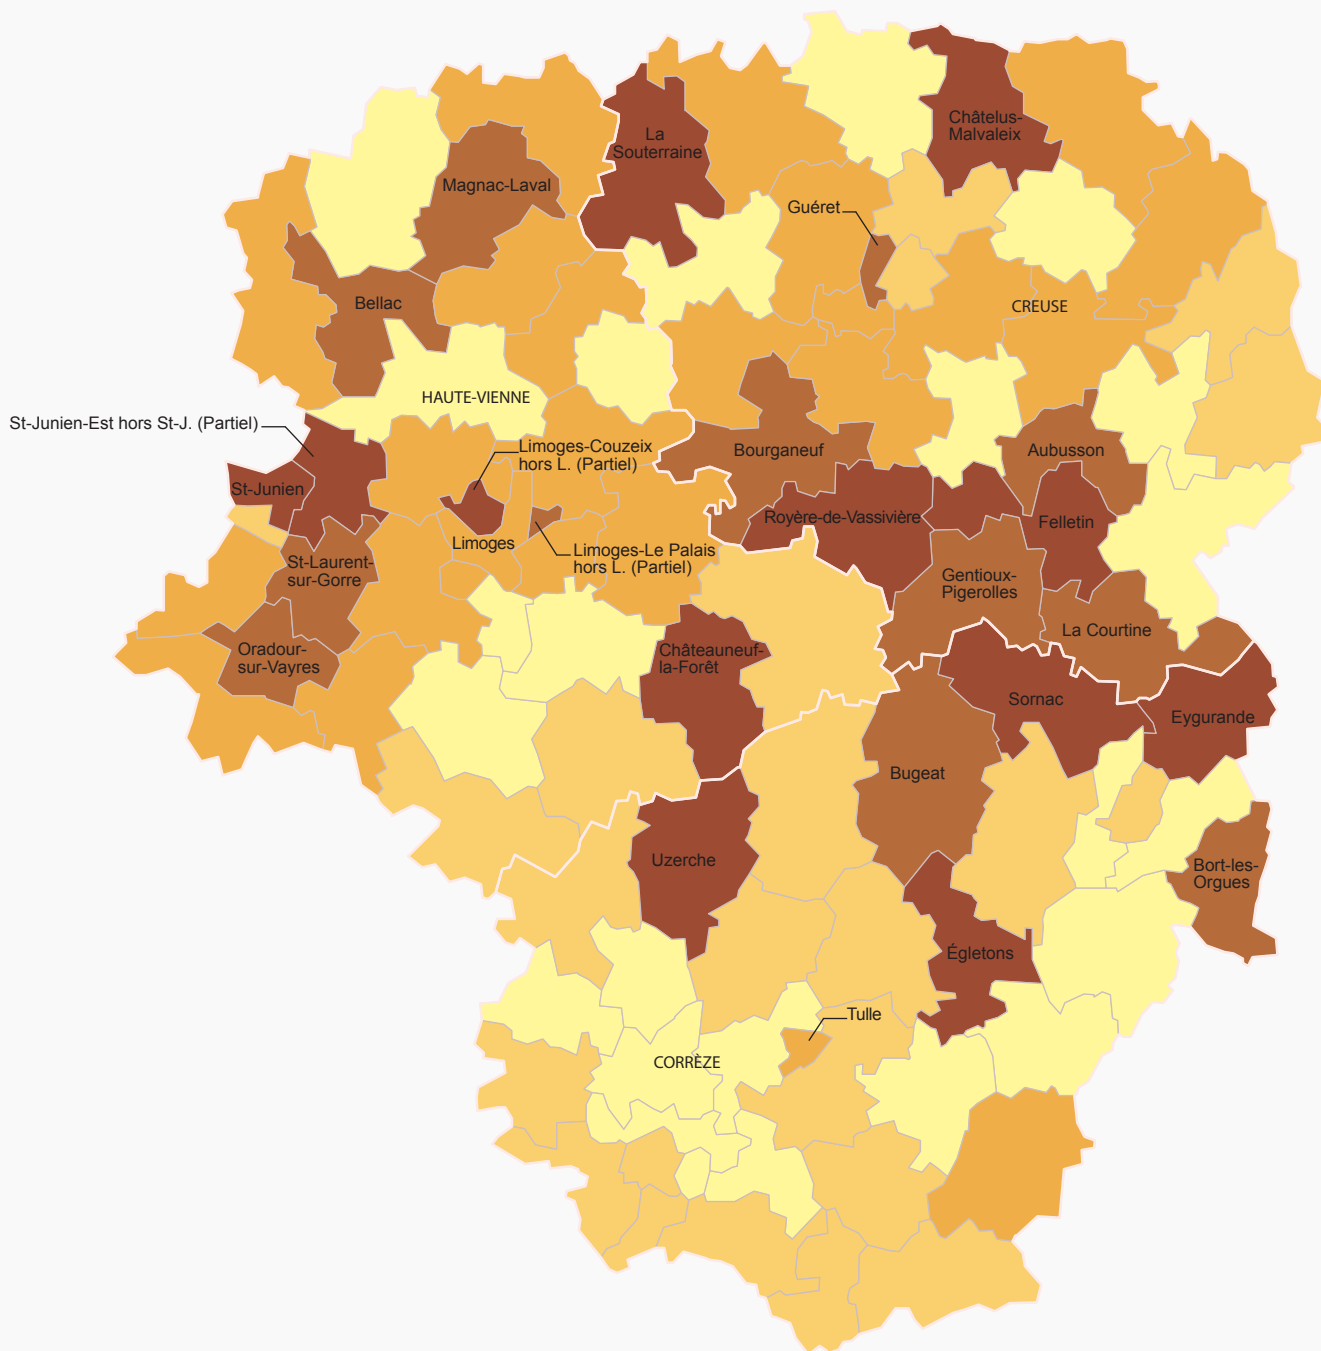 Châtelus-
Malvaleix
La
Souterraine
Magnac-Laval
Guéret
Bellac
CREUSE
HAUTE-VIENNE
St-Junien-Est hors St-J. (Partiel)
Limoges-Couzeix
hors L. (Partiel)
Bourganeuf
Aubusson
St-Junien
Royère-de-Vassivière
Felletin
Limoges
Limoges-Le Palais
hors L. (Partiel)
St-Laurent-
sur-Gorre
Gentioux-
Pigerolles
La Courtine
Oradour-
sur-Vayres
Châteauneuf-
la-Forêt
Sornac
Eygurande
Bugeat
Uzerche
Bort-les-
Orgues
Égletons
Tulle
CORRÈZE